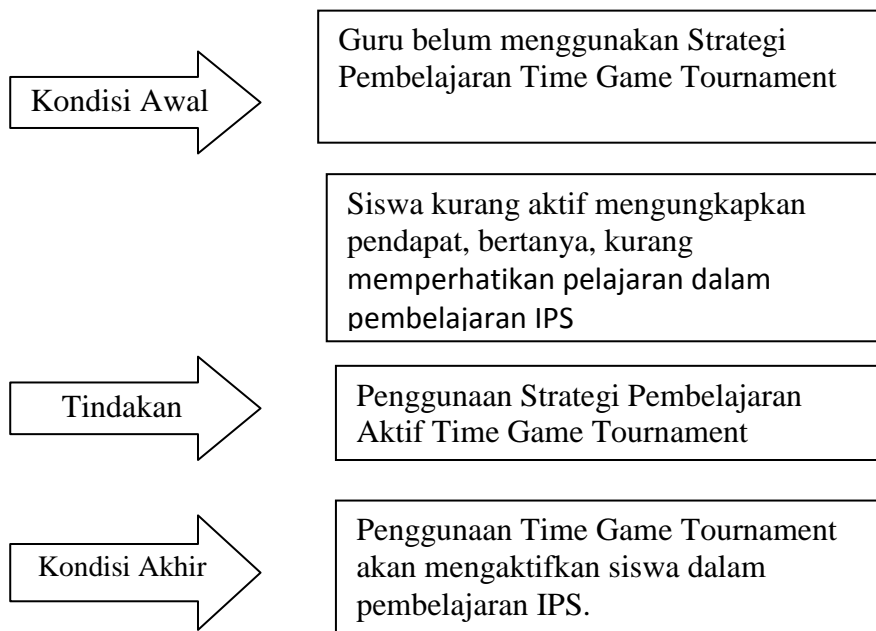 Guru belum menggunakan Strategi
Pembelajaran Time Game Tournament
Kondisi Awal
Siswa kurang aktif mengungkapkan
pendapat, bertanya, kurang
memperhatikan pelajaran dalam
pembelajaran IPS
Tindakan
Penggunaan Strategi Pembelajaran
Aktif Time Game Tournament
Kondisi Akhir
Penggunaan Time Game Tournament
akan mengaktifkan siswa dalam
pembelajaran IPS.